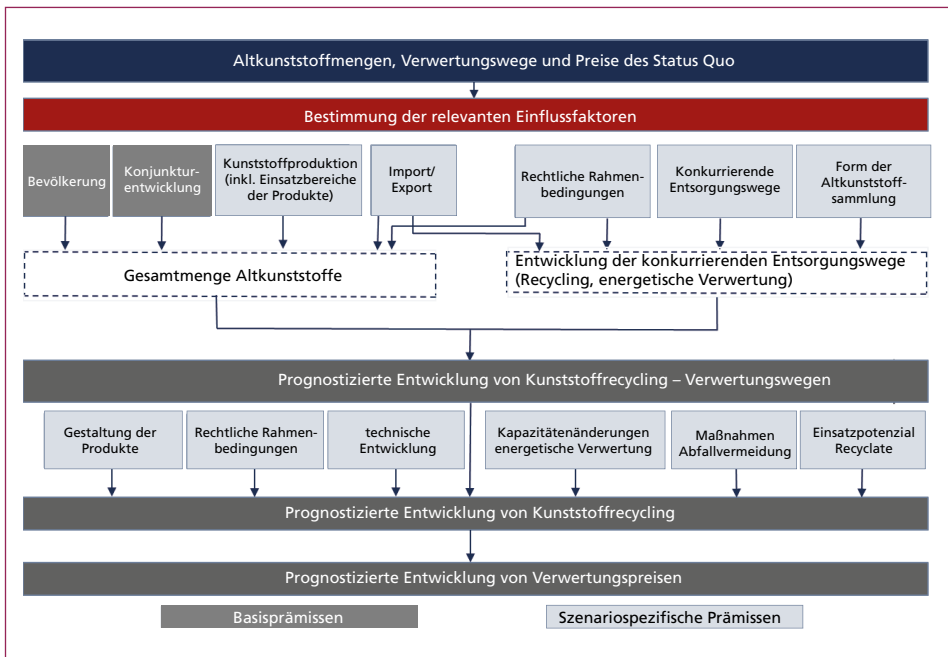 Altkunststoffmengen, Verwertungswege und Preise des Status Quo
Bestimmung der relevanten Einflussfaktoren
Bevölkerung
Konjunktur-
entwicklung
Kunststoffproduktion
(inkl. Einsatzbereiche
der Produkte)
Import/
Export
Rechtliche Rahmen-
bedingungen
Konkurrierende
Entsorgungswege
Form der
Altkunststoff-
sammlung
Gesamtmenge Altkunststoffe
Entwicklung der konkurrierenden Entsorgungswege
(Recycling, energetische Verwertung)
Prognostizierte Entwicklung von Kunststoffrecycling – Verwertungswegen
Gestaltung der
Produkte
Rechtliche Rahmen-
bedingungen
technische
Entwicklung
Kapazitätenänderungen
energetische Verwertung
Maßnahmen
Abfallvermeidung
Einsatzpotenzial
Recyclate
Prognostizierte Entwicklung von Kunststoffrecycling
Prognostizierte Entwicklung von Verwertungspreisen
Basisprämissen
Szenariospezifische Prämissen